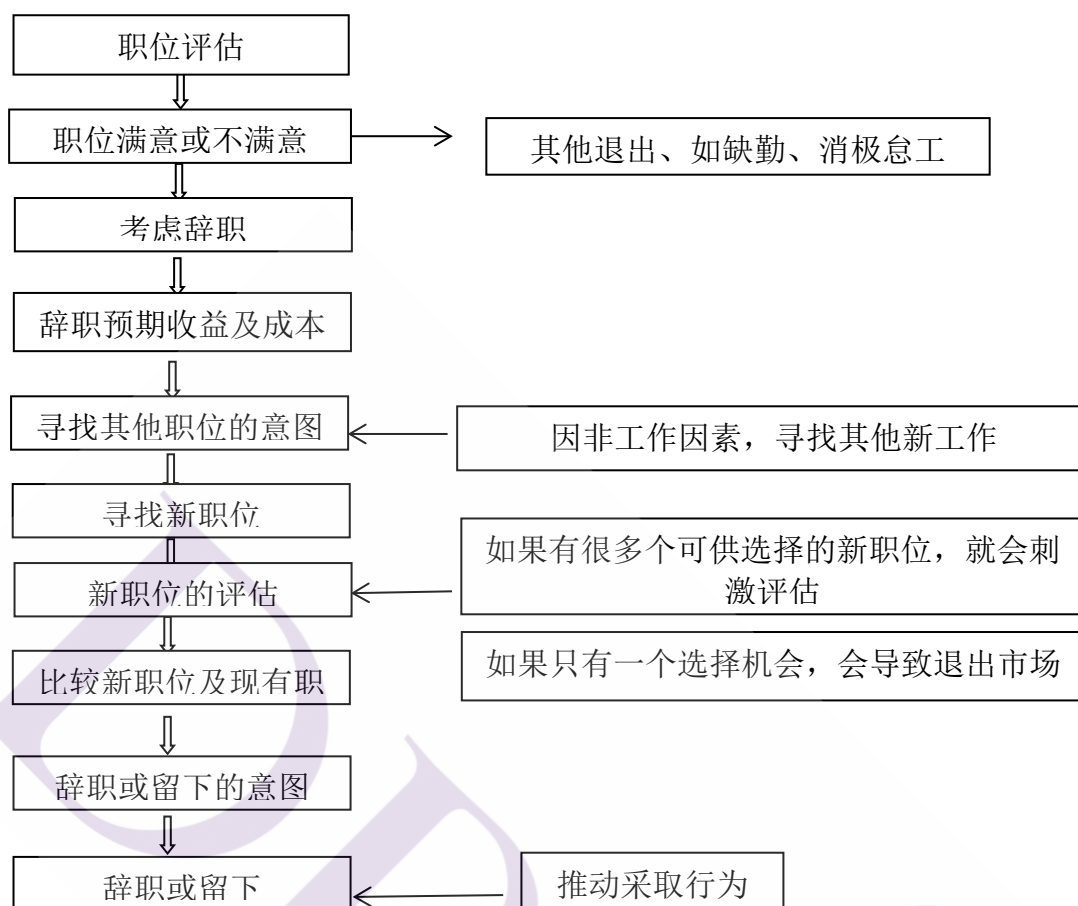 职位评估
职位满意或不满意
其他退出、如缺勤、消极怠工
考虑辞职
辞职预期收益及成本
寻找其他职位的意图
因非工作因素，寻找其他新工作
寻找新职位
如果有很多个可供选择的新职位，就会刺
激评估
新职位的评估
如果只有一个选择机会，会导致退出市场
比较新职位及现有职
辞职或留下的意图
辞职或留下
推动采取行为